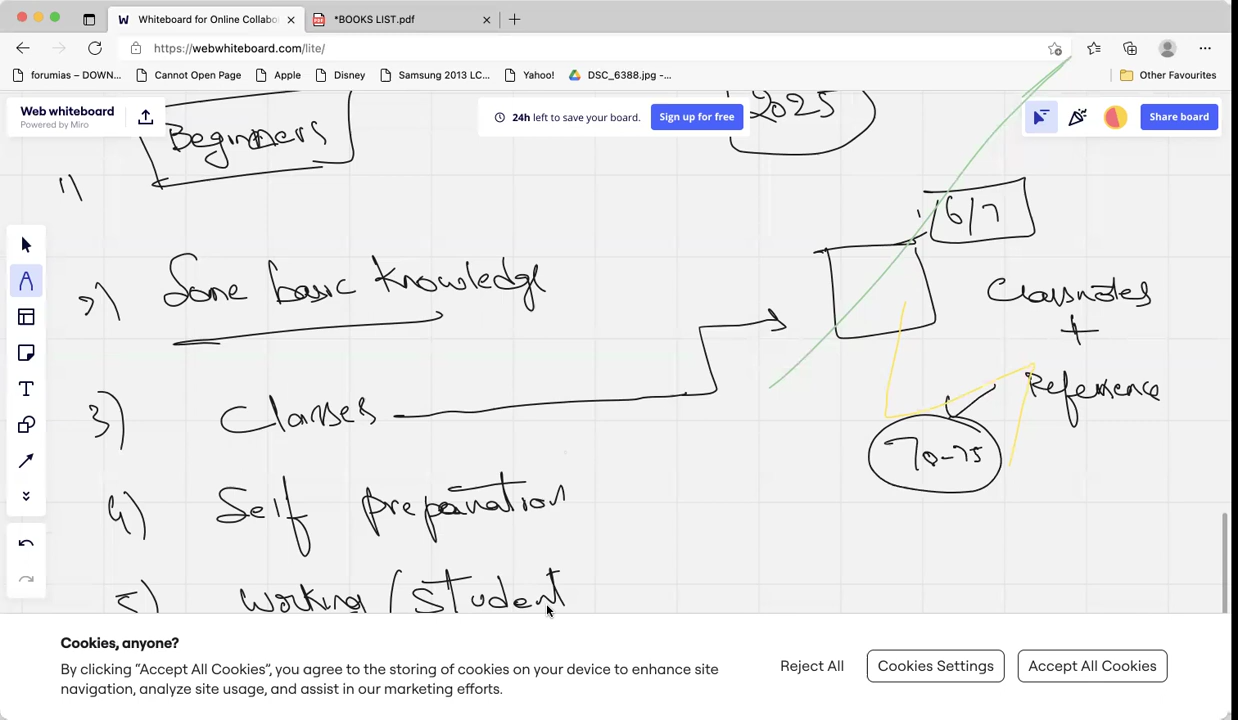 Whiteboard for Online Collabo
*BOOKS LIST.pdf
https://webwhiteboard.com/lite/
forumias – DOWN...
Cannot Open Page
Apple
Disney
Samsung 2013 LC...
Yahoo!
DSC_6388.jpg -...
Other Favourites
Web whiteboard
Powered by Miro
24h left to save your board.
Sign up for free
Share board
Beginners
2025
1)
6/7
2) Some basic knowledge
Classnotes
+
Reference
3) Classes
70-75
4) Self preparation
5) Working / Student
Cookies, anyone?
By clicking “Accept All Cookies”, you agree to the storing of cookies on your device to enhance site
navigation, analyze site usage, and assist in our marketing efforts.
Reject All
Cookies Settings
Accept All Cookies